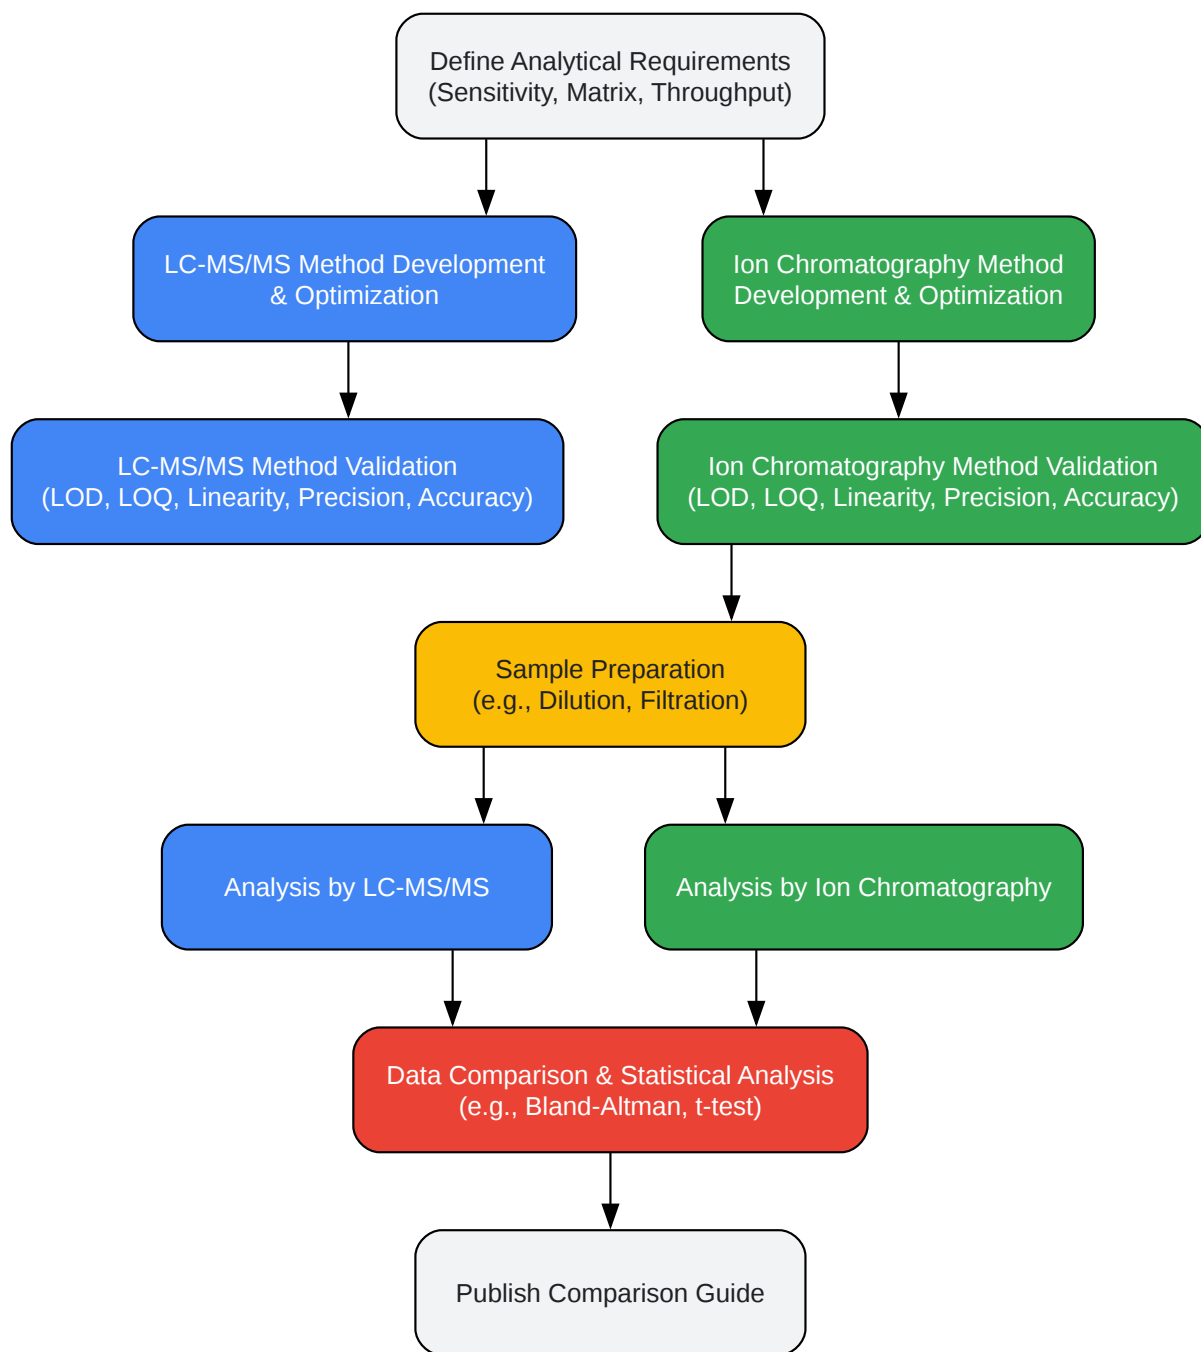 Define Analytical Requirements
(Sensitivity, Matrix, Throughput)
LC-MS/MS Method Development
& Optimization
Ion Chromatography Method
Development & Optimization
LC-MS/MS Method Validation
(LOD, LOQ, Linearity, Precision, Accuracy)
Ion Chromatography Method Validation
(LOD, LOQ, Linearity, Precision, Accuracy)
Sample Preparation
(e.g., Dilution, Filtration)
Analysis by LC-MS/MS
Analysis by Ion Chromatography
Data Comparison & Statistical Analysis
(e.g., Bland-Altman, t-test)
Publish Comparison Guide